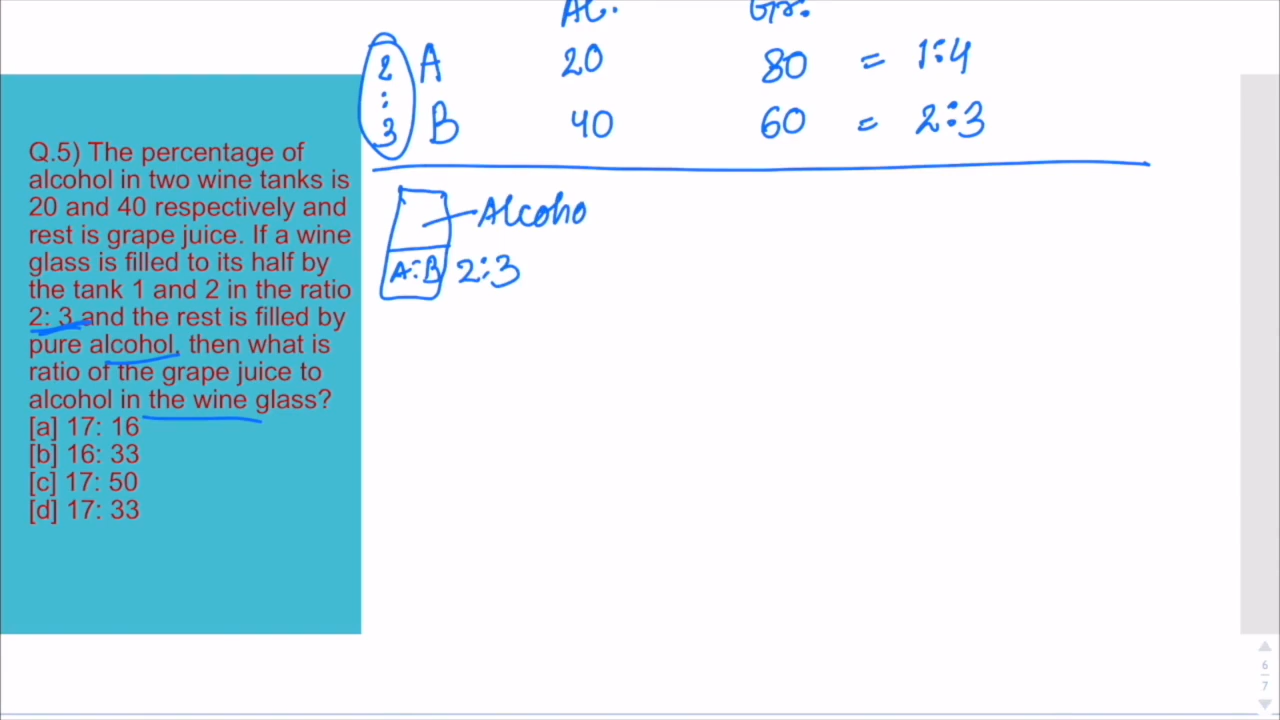 AL. Gr.
2 A 20 80 = 1:4
:
3 B 40 60 = 2:3
Alcoho
A:B 2:3
Q.5) The percentage of
alcohol in two wine tanks is
20 and 40 respectively and
rest is grape juice. If a wine
glass is filled to its half by
the tank 1 and 2 in the ratio
2: 3 and the rest is filled by
pure alcohol, then what is
ratio of the grape juice to
alcohol in the wine glass?
[a] 17: 16
[b] 16: 33
[c] 17: 50
[d] 17: 33
6
7